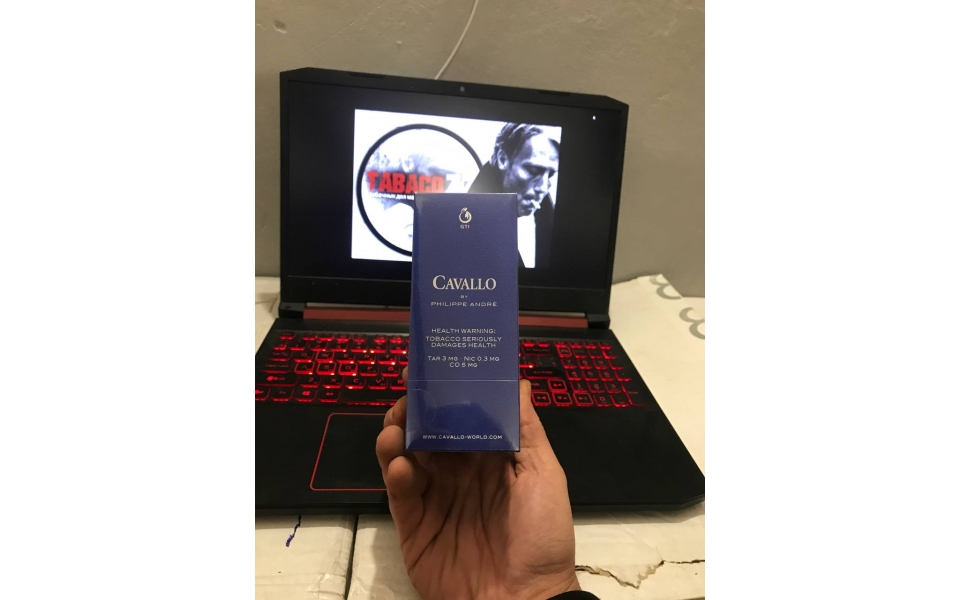 TABACO
STI
CAVALLO
BY
PHILIPPE ANDRÉ
HEALTH WARNING:
TOBACCO SERIOUSLY
DAMAGES HEALTH
TAR 3 MG · NIC 0.3 MG
CO 5 MG
WWW.CAVALLO-WORLD.COM